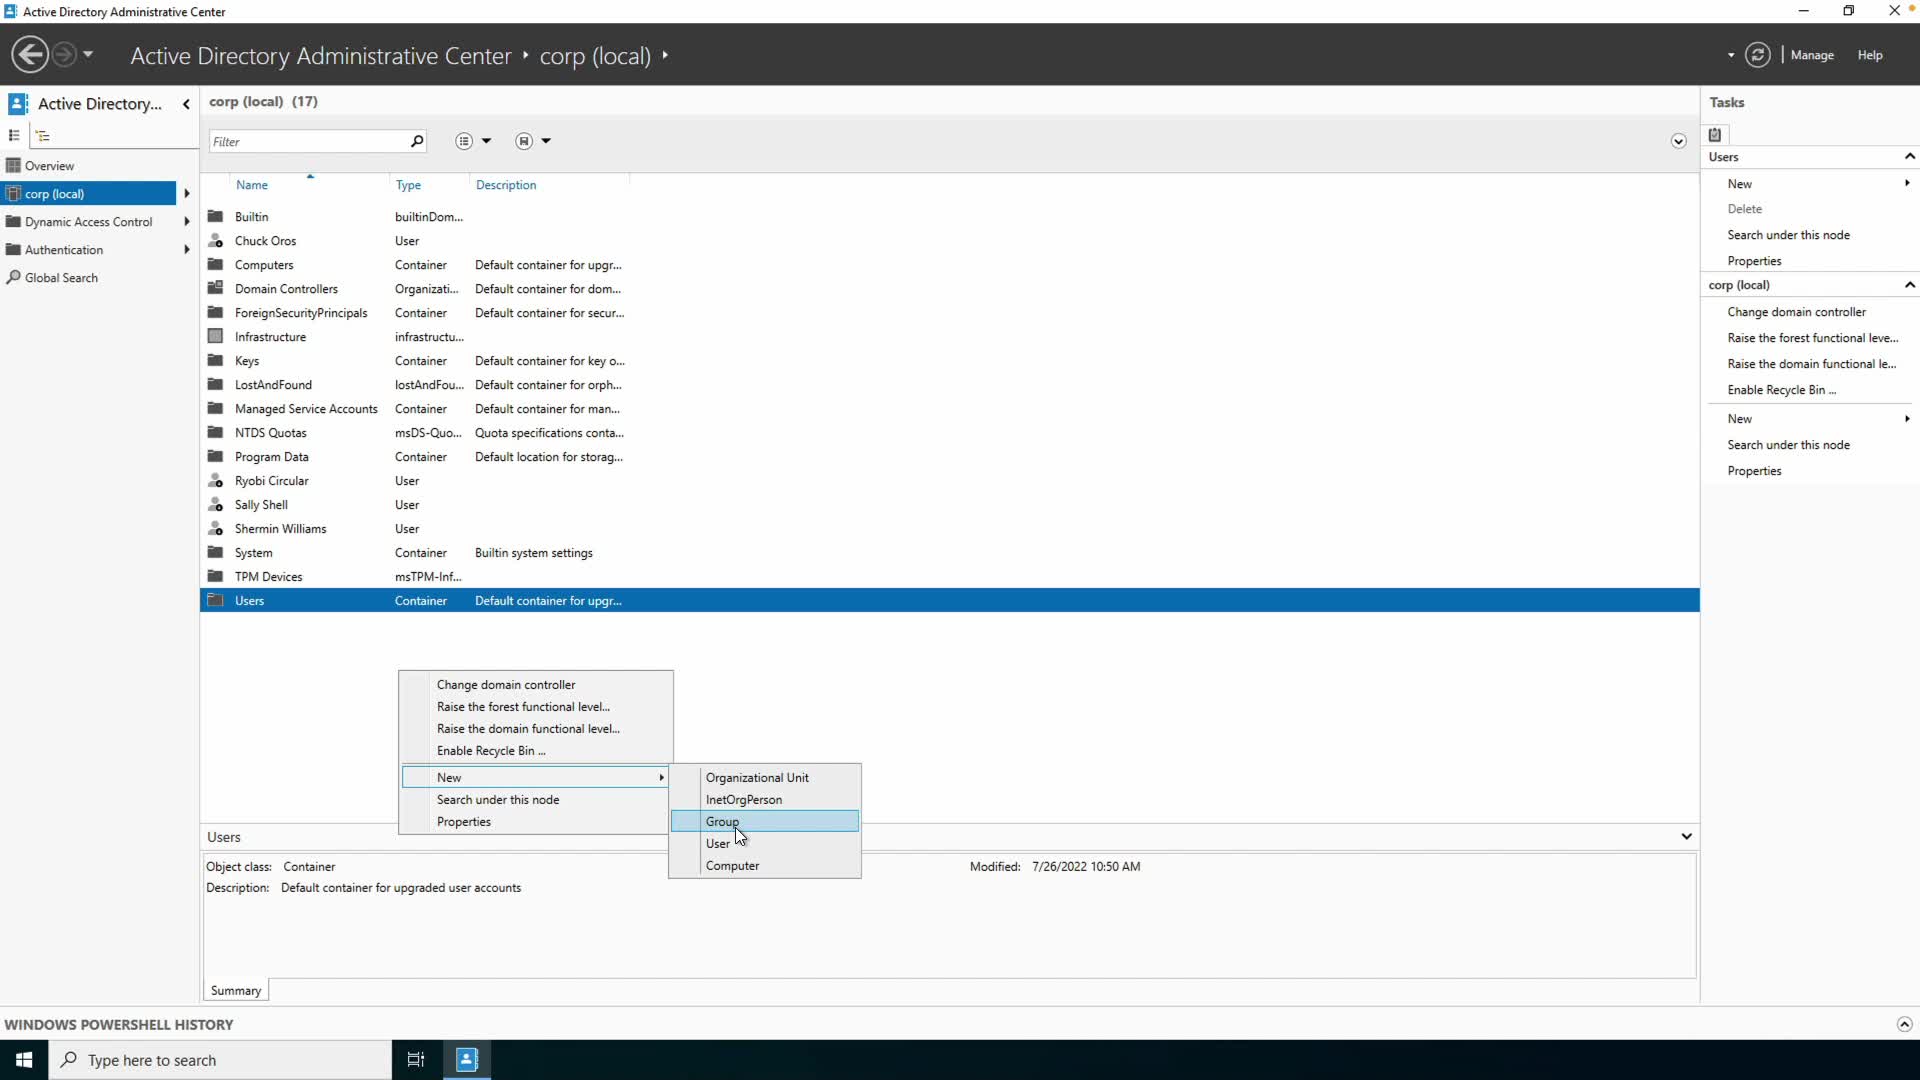 Active Directory Administrative Center
Active Directory Administrative Center
corp (local)
Manage
Help
Active Directory...
Overview
corp (local)
Dynamic Access Control
Authentication
Global Search
corp (local) (17)
Filter
Name Type Description
Builtin builtinDom...
Chuck Oros User
Computers Container Default container for upgr...
Domain Controllers Organizati... Default container for dom...
ForeignSecurityPrincipals Container Default container for secur...
Infrastructure infrastructu...
Keys Container Default container for key o...
LostAndFound lostAndFou... Default container for orph...
Managed Service Accounts Container Default container for man...
NTDS Quotas msDS-Quo... Quota specifications conta...
Program Data Container Default location for storag...
Ryobi Circular User
Sally Shell User
Shermin Williams User
System Container Builtin system settings
TPM Devices msTPM-Inf...
Users Container Default container for upgr...
Change domain controller
Raise the forest functional level...
Raise the domain functional level...
Enable Recycle Bin ...
New
Search under this node
Properties
Organizational Unit
InetOrgPerson
Group
User
Computer
Users
Object class: Container
Modified: 7/26/2022 10:50 AM
Description: Default container for upgraded user accounts
Summary
Tasks
Users
New
Delete
Search under this node
Properties
corp (local)
Change domain controller
Raise the forest functional leve...
Raise the domain functional le...
Enable Recycle Bin ...
New
Search under this node
Properties
WINDOWS POWERSHELL HISTORY
Type here to search